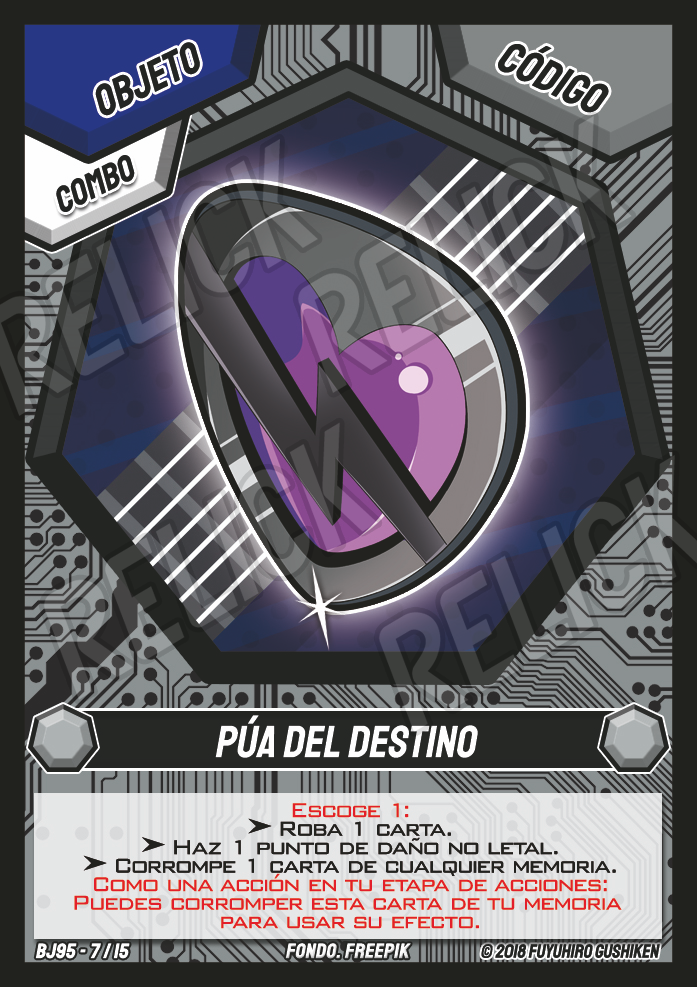 OBJETO
CÓDIGO
COMBO
RELICK
RELICK
RELICK
RELICK
PÚA DEL DESTINO
Escoge 1:
➤ Roba 1 carta.
➤ Haz 1 punto de daño no letal.
➤ Corrompe 1 carta de cualquier memoria.
Como una acción en tu etapa de acciones:
Puedes corromper esta carta de tu memoria
para usar su efecto.
BJ95 - 7 / 15
FONDO. FREEPIK
© 2018 FUYUHIRO GUSHIKEN